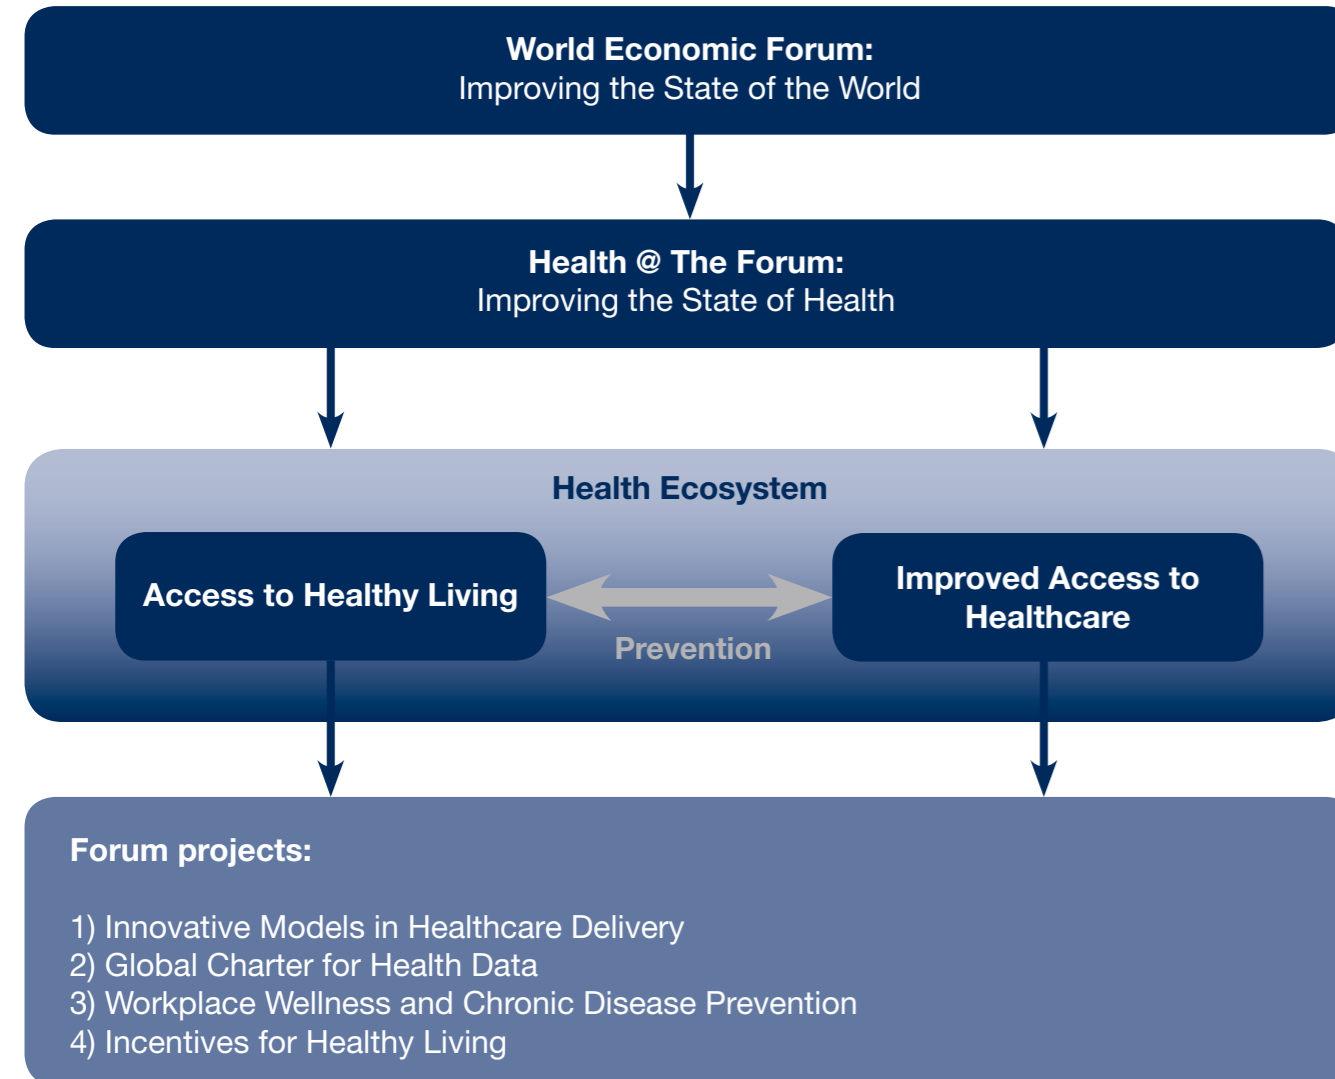 World Economic Forum:
Improving the State of the World
Health @ The Forum:
Improving the State of Health
Health Ecosystem
Access to Healthy Living
Prevention
Improved Access to
Healthcare
Forum projects:
1) Innovative Models in Healthcare Delivery
2) Global Charter for Health Data
3) Workplace Wellness and Chronic Disease Prevention
4) Incentives for Healthy Living